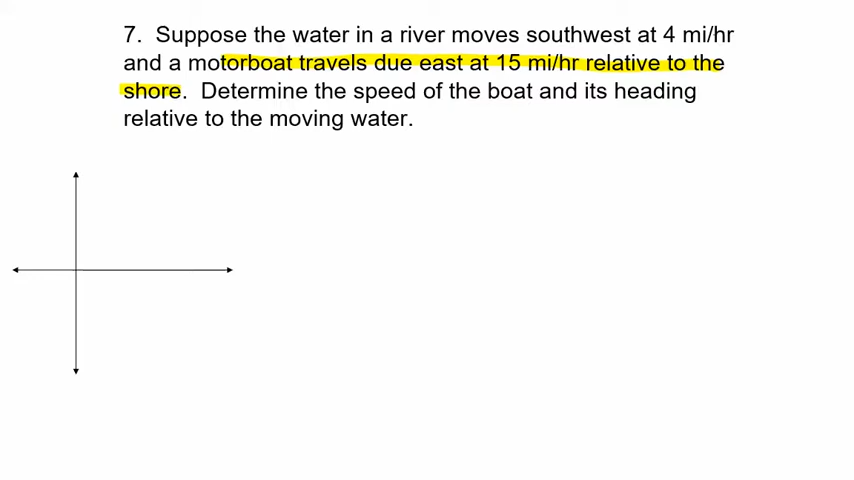 7.  Suppose the water in a river moves southwest at 4 mi/hr
and a motorboat travels due east at 15 mi/hr relative to the
shore.  Determine the speed of the boat and its heading
relative to the moving water.